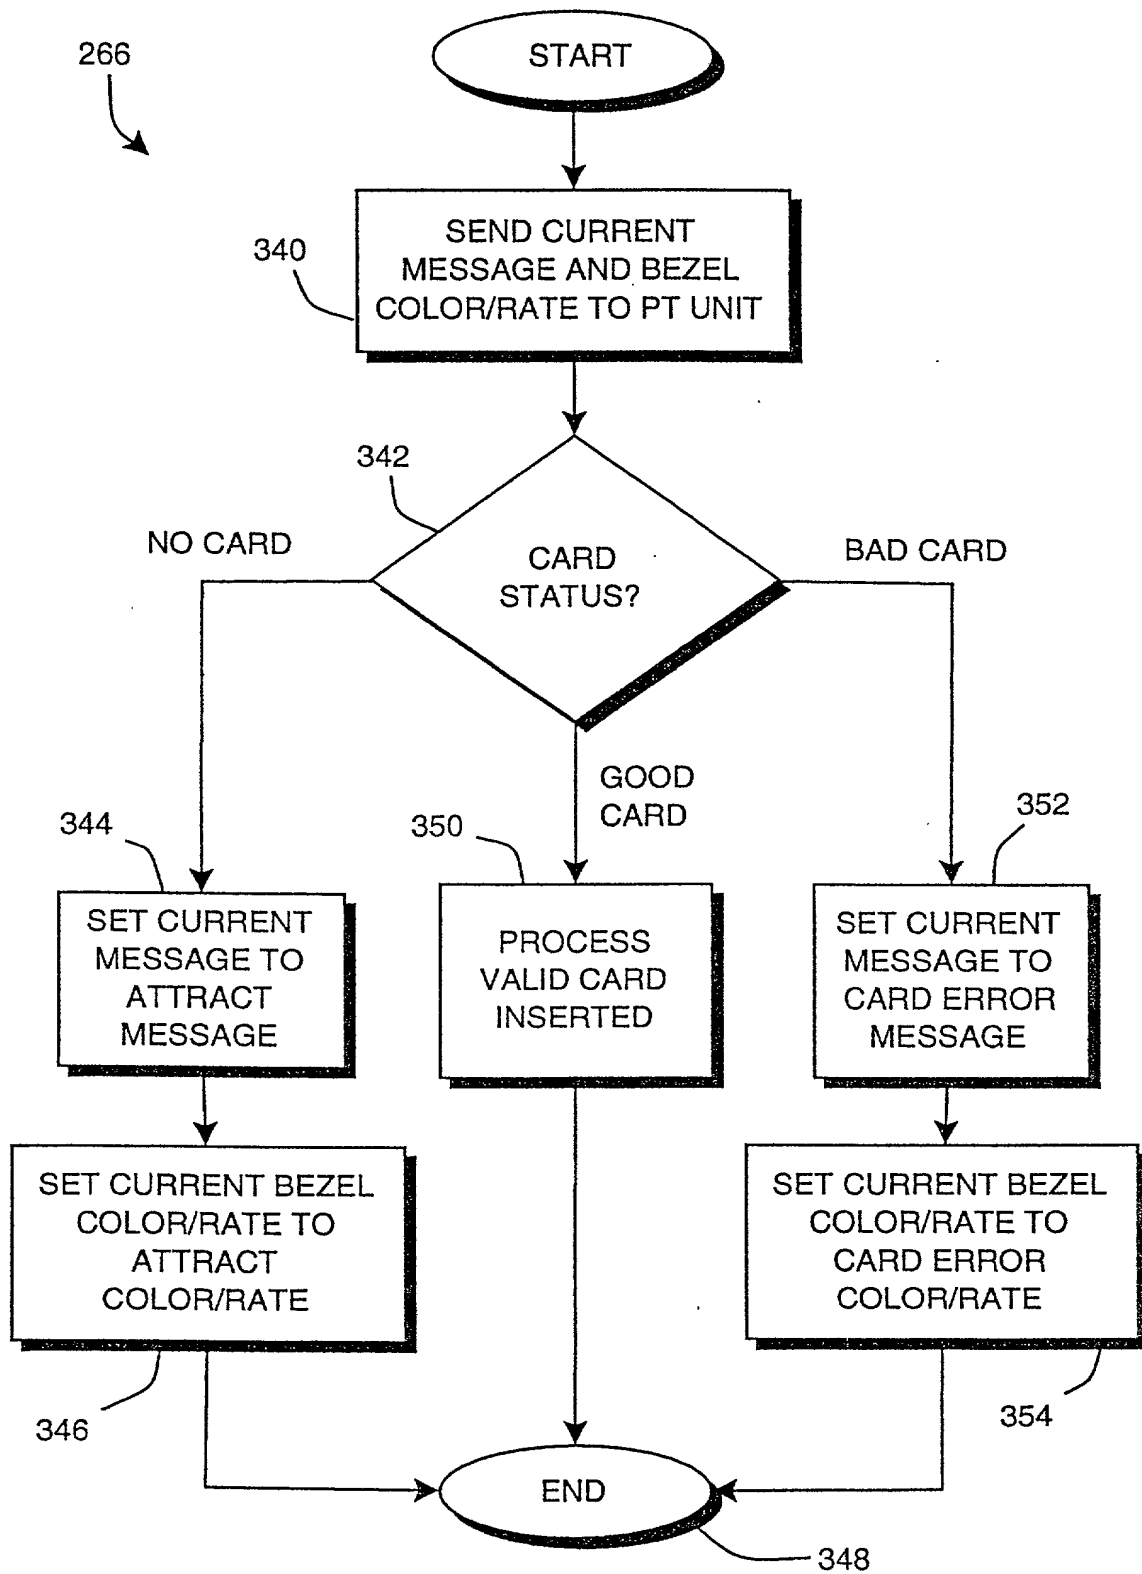 266
START
340
SEND CURRENT
MESSAGE AND BEZEL
COLOR/RATE TO PT UNIT
342
NO CARD
CARD
STATUS?
BAD CARD
GOOD
CARD
344
350
352
SET CURRENT
MESSAGE TO
ATTRACT
MESSAGE
PROCESS
VALID CARD
INSERTED
SET CURRENT
MESSAGE TO
CARD ERROR
MESSAGE
SET CURRENT BEZEL
COLOR/RATE TO
ATTRACT
COLOR/RATE
SET CURRENT BEZEL
COLOR/RATE TO
CARD ERROR
COLOR/RATE
346
354
END
348